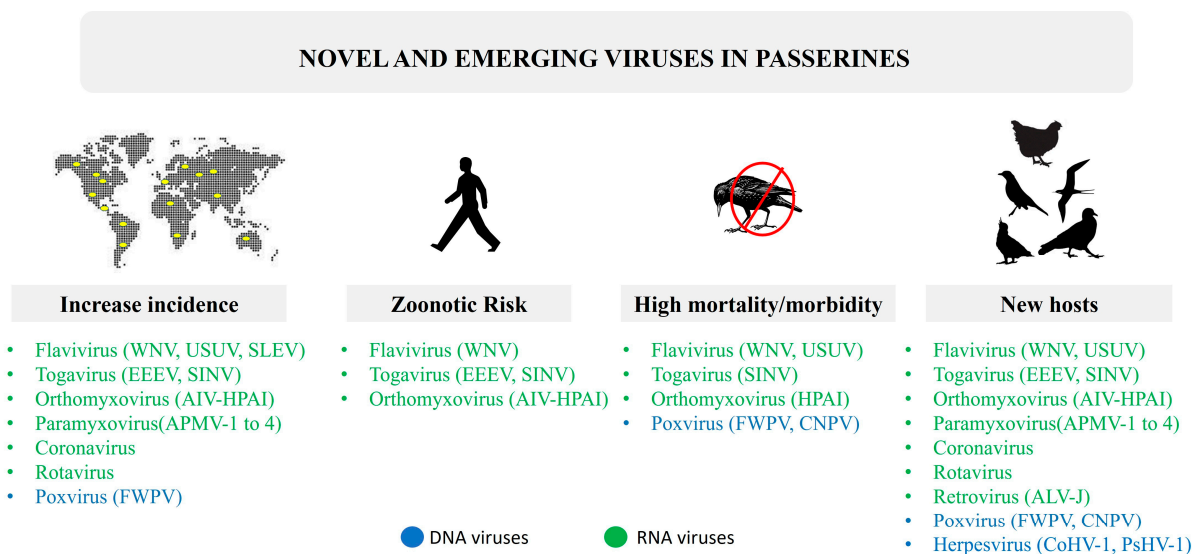 NOVEL AND EMERGING VIRUSES IN PASSERINES
Increase incidence
• Flavivirus (WNV, USUV, SLEV)
• Togavirus (EEEV, SINV)
• Orthomyxovirus (AIV-HPAI)
• Paramyxovirus(APMV-1 to 4)
• Coronavirus
• Rotavirus
• Poxvirus (FWPV)
Zoonotic Risk
• Flavivirus (WNV)
• Togavirus (EEEV, SINV)
• Orthomyxovirus (AIV-HPAI)
High mortality/morbidity
• Flavivirus (WNV, USUV)
• Togavirus (SINV)
• Orthomyxovirus (HPAI)
• Poxvirus (FWPV, CNPV)
New hosts
• Flavivirus (WNV, USUV)
• Togavirus (EEEV, SINV)
• Orthomyxovirus (AIV-HPAI)
• Paramyxovirus(APMV-1 to 4)
• Coronavirus
• Rotavirus
• Retrovirus (ALV-J)
• Poxvirus (FWPV, CNPV)
• Herpesvirus (CoHV-1, PsHV-1)
DNA viruses
RNA viruses